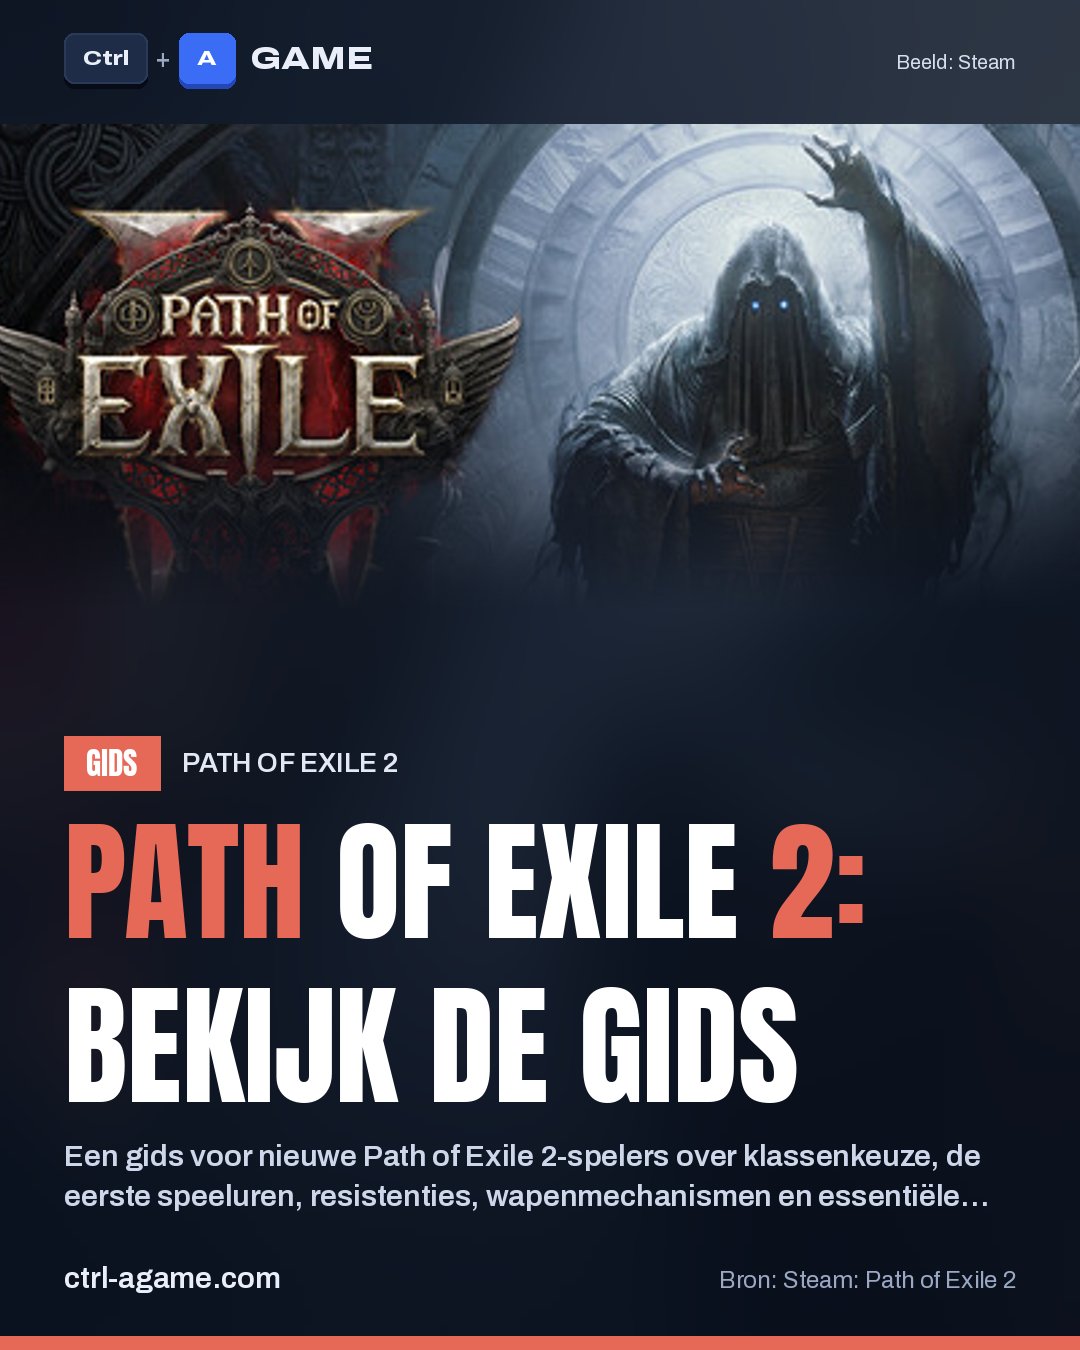 Ctrl + A GAME
Beeld: Steam
PATH OF
EXILE
GIDS PATH OF EXILE 2
PATH OF EXILE 2:
BEKIJK DE GIDS
Een gids voor nieuwe Path of Exile 2-spelers over klassenkeuze, de
eerste speeluren, resistenties, wapenmechanismen en essentiële...
ctrl-agame.com
Bron: Steam: Path of Exile 2